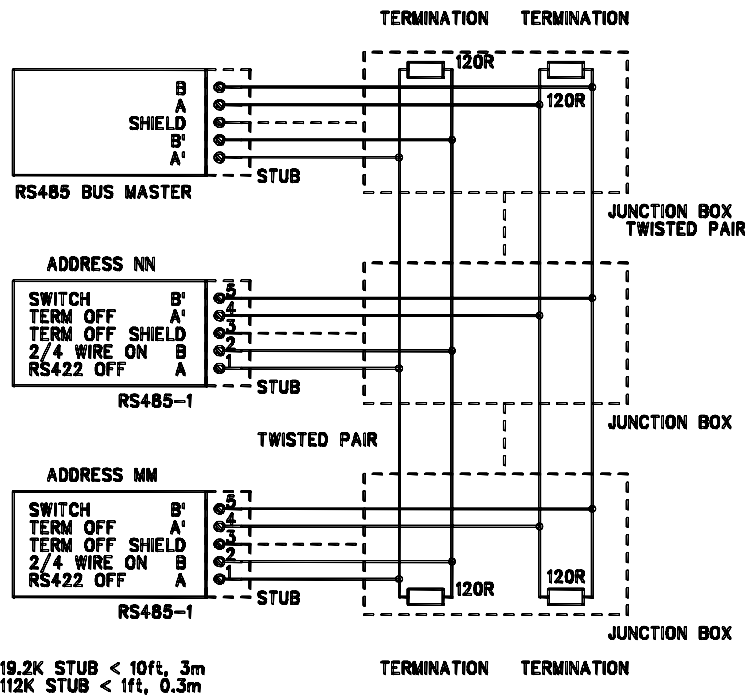 TERMINATION TERMINATION
120R
120R
B
A
SHIELD
B'
A'
STUB
RS485 BUS MASTER
JUNCTION BOX
TWISTED PAIR
ADDRESS NN
SWITCH B' 5
TERM OFF A' 4
TERM OFF SHIELD 3
2/4 WIRE ON B 2
RS422 OFF A 1
STUB
RS485-1
JUNCTION BOX
TWISTED PAIR
ADDRESS MM
SWITCH B' 5
TERM OFF A' 4
TERM OFF SHIELD 3
2/4 WIRE ON B 2
RS422 OFF A 1
120R
120R
STUB
RS485-1
JUNCTION BOX
19.2K STUB < 10ft, 3m
112K STUB < 1ft, 0.3m
TERMINATION TERMINATION